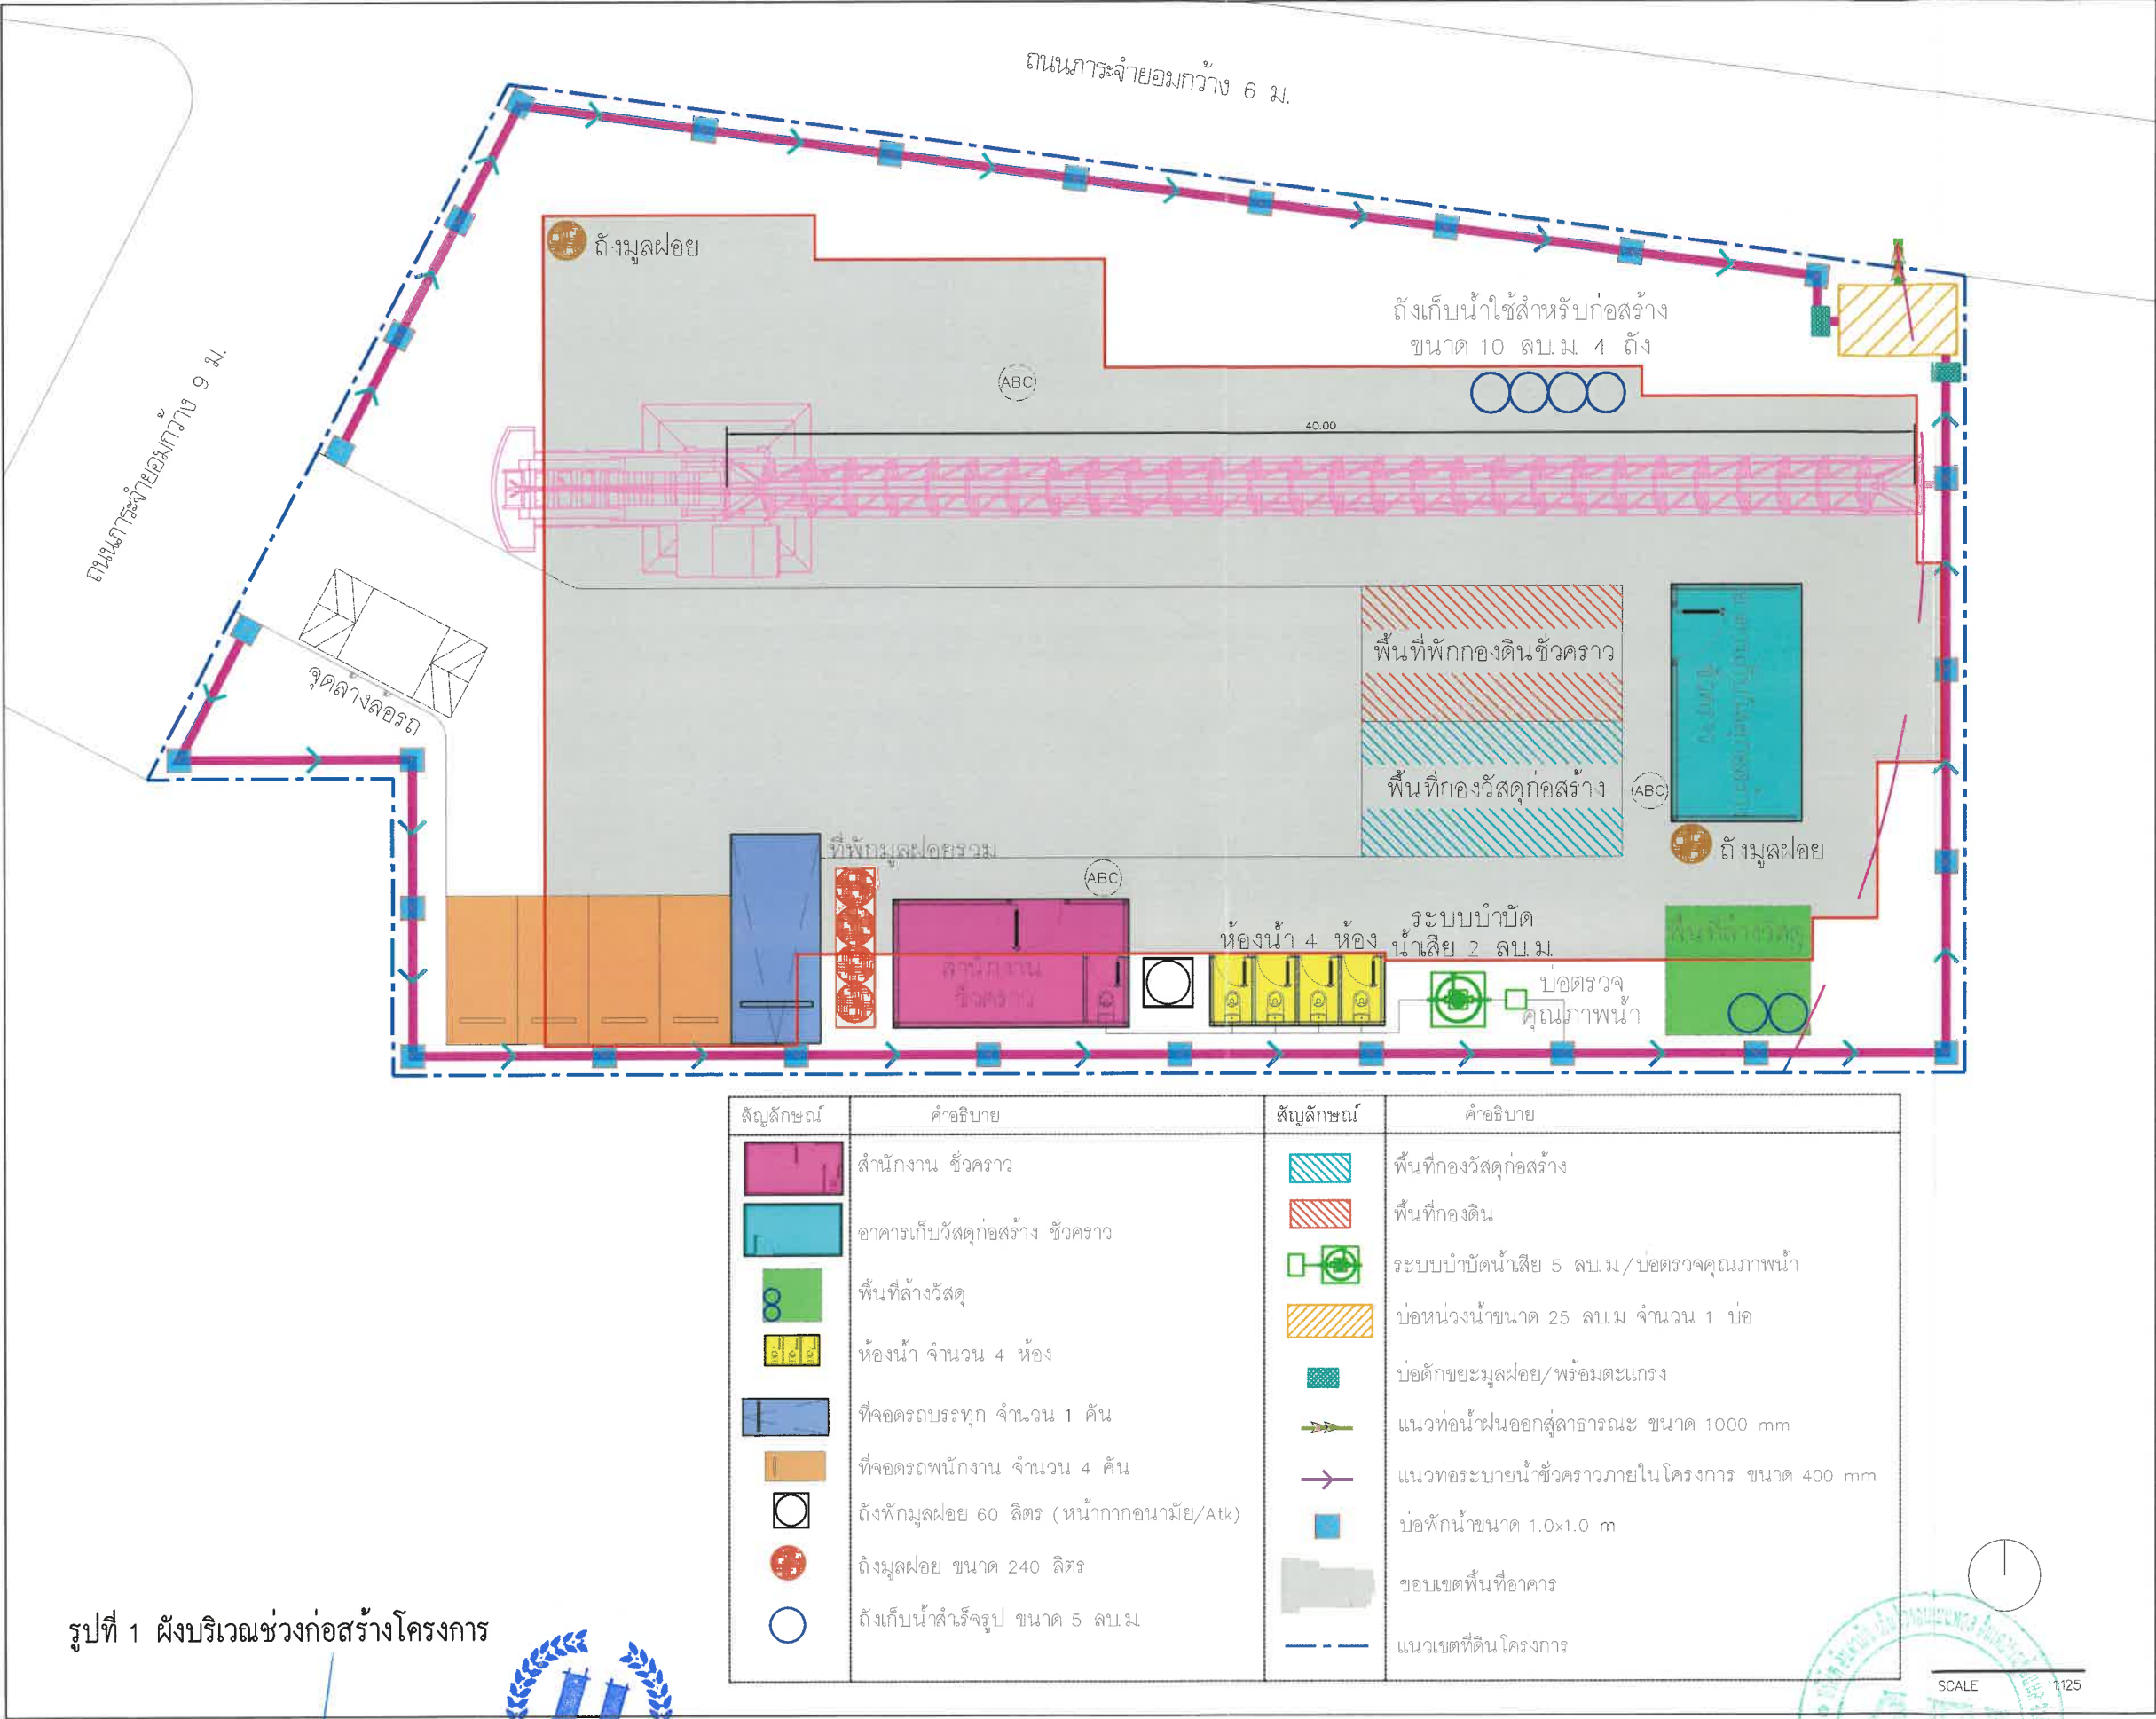 ถนนภาระจำยอมกว้าง 6 ม.
ถนนภาระจำยอมกว้าง 9 ม.
ถังมูลฝอย
ถังเก็บน้ำใช้สำหรับก่อสร้าง
ขนาด 10 ลบ.ม. 4 ถัง
ABC
40.00
จุดล้างล้อรถ
พื้นที่พักกองดินชั่วคราว
พื้นที่กองวัสดุก่อสร้าง
ABC
ถังมูลฝอย
ที่พักมูลฝอยรวม
ABC
สำนักงาน
ชั่วคราว
ห้องน้ำ 4 ห้อง
ระบบบำบัด
น้ำเสีย 2 ลบ.ม.
บ่อตรวจ
คุณภาพน้ำ
พื้นที่ล้างวัสดุ
สัญลักษณ์ คำอธิบาย สัญลักษณ์ คำอธิบาย
สำนักงาน ชั่วคราว
อาคารเก็บวัสดุก่อสร้าง ชั่วคราว
พื้นที่ล้างวัสดุ
ห้องน้ำ จำนวน 4 ห้อง
ที่จอดรถบรรทุก จำนวน 1 คัน
ที่จอดรถพนักงาน จำนวน 4 คัน
ถังพักมูลฝอย 60 ลิตร (หน้ากากอนามัย/Atk)
ถังมูลฝอย ขนาด 240 ลิตร
ถังเก็บน้ำสำเร็จรูป ขนาด 5 ลบ.ม.
พื้นที่กองวัสดุก่อสร้าง
พื้นที่กองดิน
ระบบบำบัดน้ำเสีย 5 ลบ.ม/บ่อตรวจคุณภาพน้ำ
บ่อหน่วงน้ำขนาด 25 ลบ.ม จำนวน 1 บ่อ
บ่อดักขยะมูลฝอย/พร้อมตะแกรง
แนวท่อน้ำฝนออกสู่สาธารณะ ขนาด 1000 mm
แนวท่อระบายน้ำชั่วคราวภายในโครงการ ขนาด 400 mm
บ่อพักน้ำขนาด 1.0x1.0 m
ขอบเขตพื้นที่อาคาร
แนวเขตที่ดินโครงการ
รูปที่ 1 ผังบริเวณช่วงก่อสร้างโครงการ
SCALE 1:125